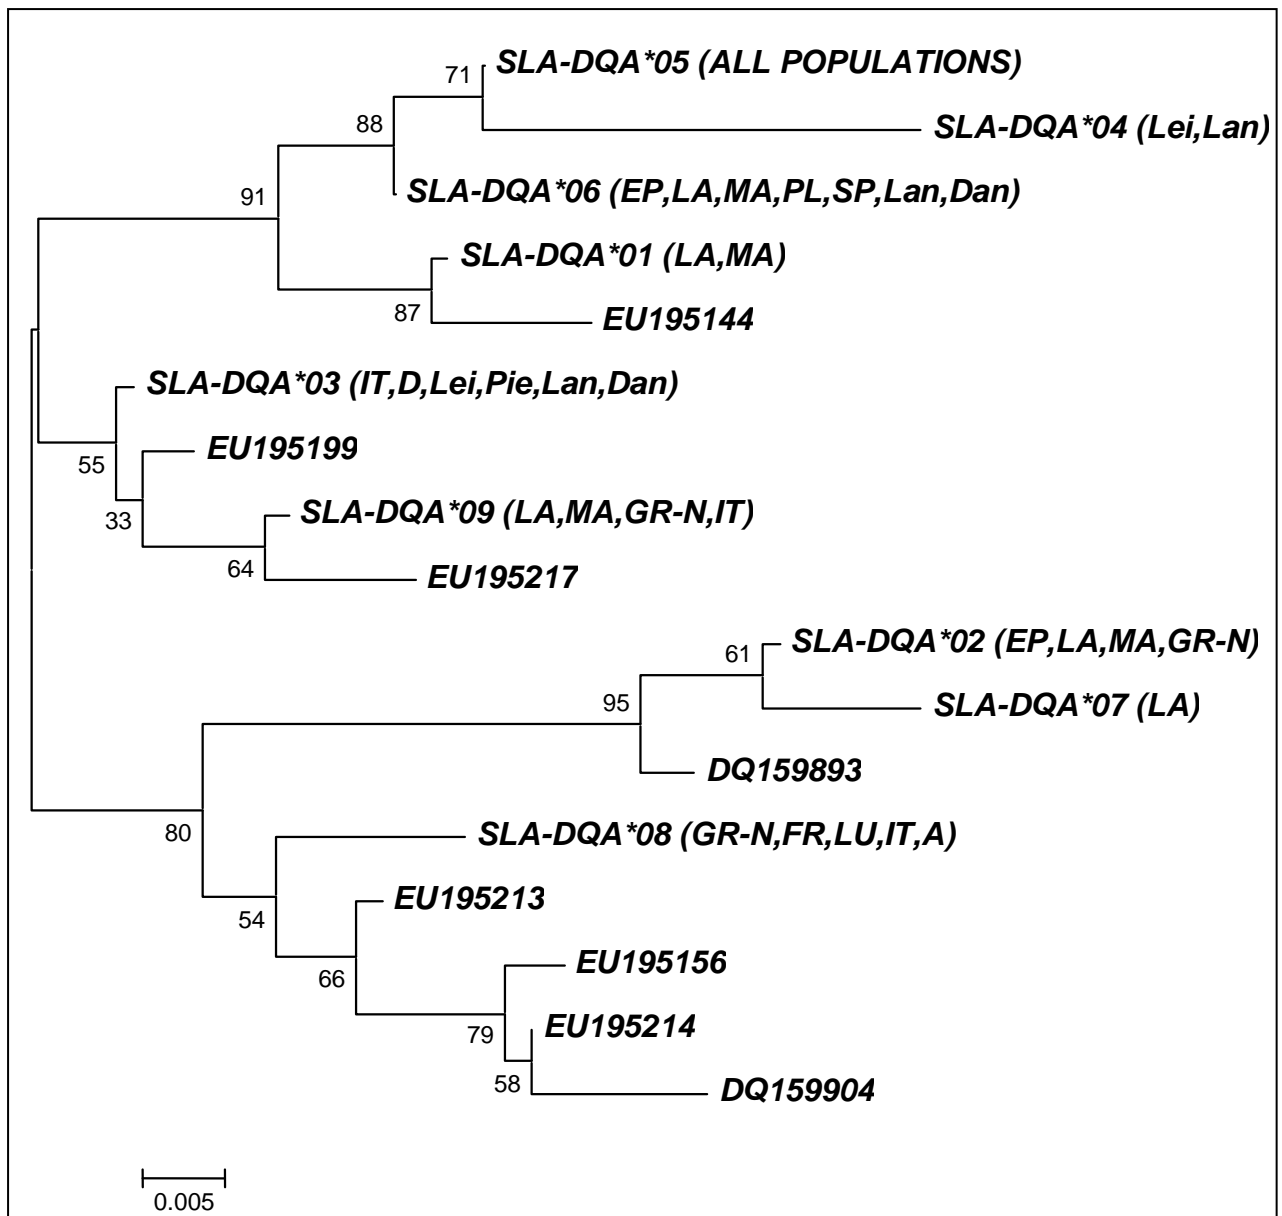 SLA-DQA*05 (ALL POPULATIONS)
71
SLA-DQA*04 (Lei,Lan)
88
SLA-DQA*06 (EP,LA,MA,PL,SP,Lan,Dan)
91
SLA-DQA*01 (LA,MA)
87
EU195144
SLA-DQA*03 (IT,D,Lei,Pie,Lan,Dan)
EU195199
55
SLA-DQA*09 (LA,MA,GR-N,IT)
33
64
EU195217
SLA-DQA*02 (EP,LA,MA,GR-N)
61
SLA-DQA*07 (LA)
95
DQ159893
80
SLA-DQA*08 (GR-N,FR,LU,IT,A)
EU195213
54
EU195156
66
EU195214
79
58
DQ159904
0.005